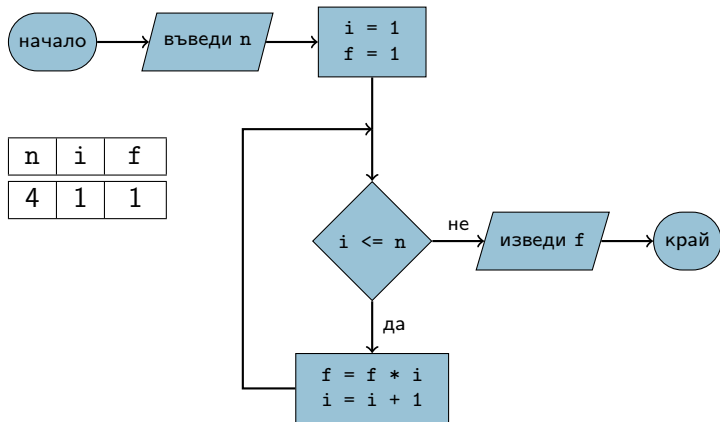 начало
въведи n
i = 1
f = 1
n i f
4 1 1
i <= n
не
изведи f
край
да
f = f * i
i = i + 1